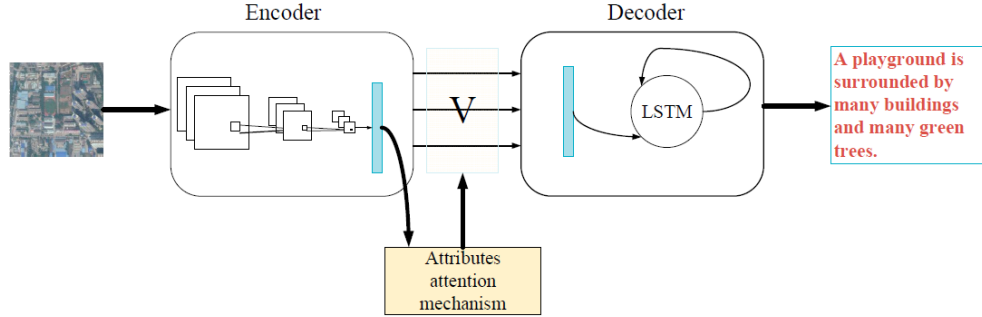 Encoder
Decoder
V
LSTM
A playground is
surrounded by
many buildings
and many green
trees.
Attributes
attention
mechanism